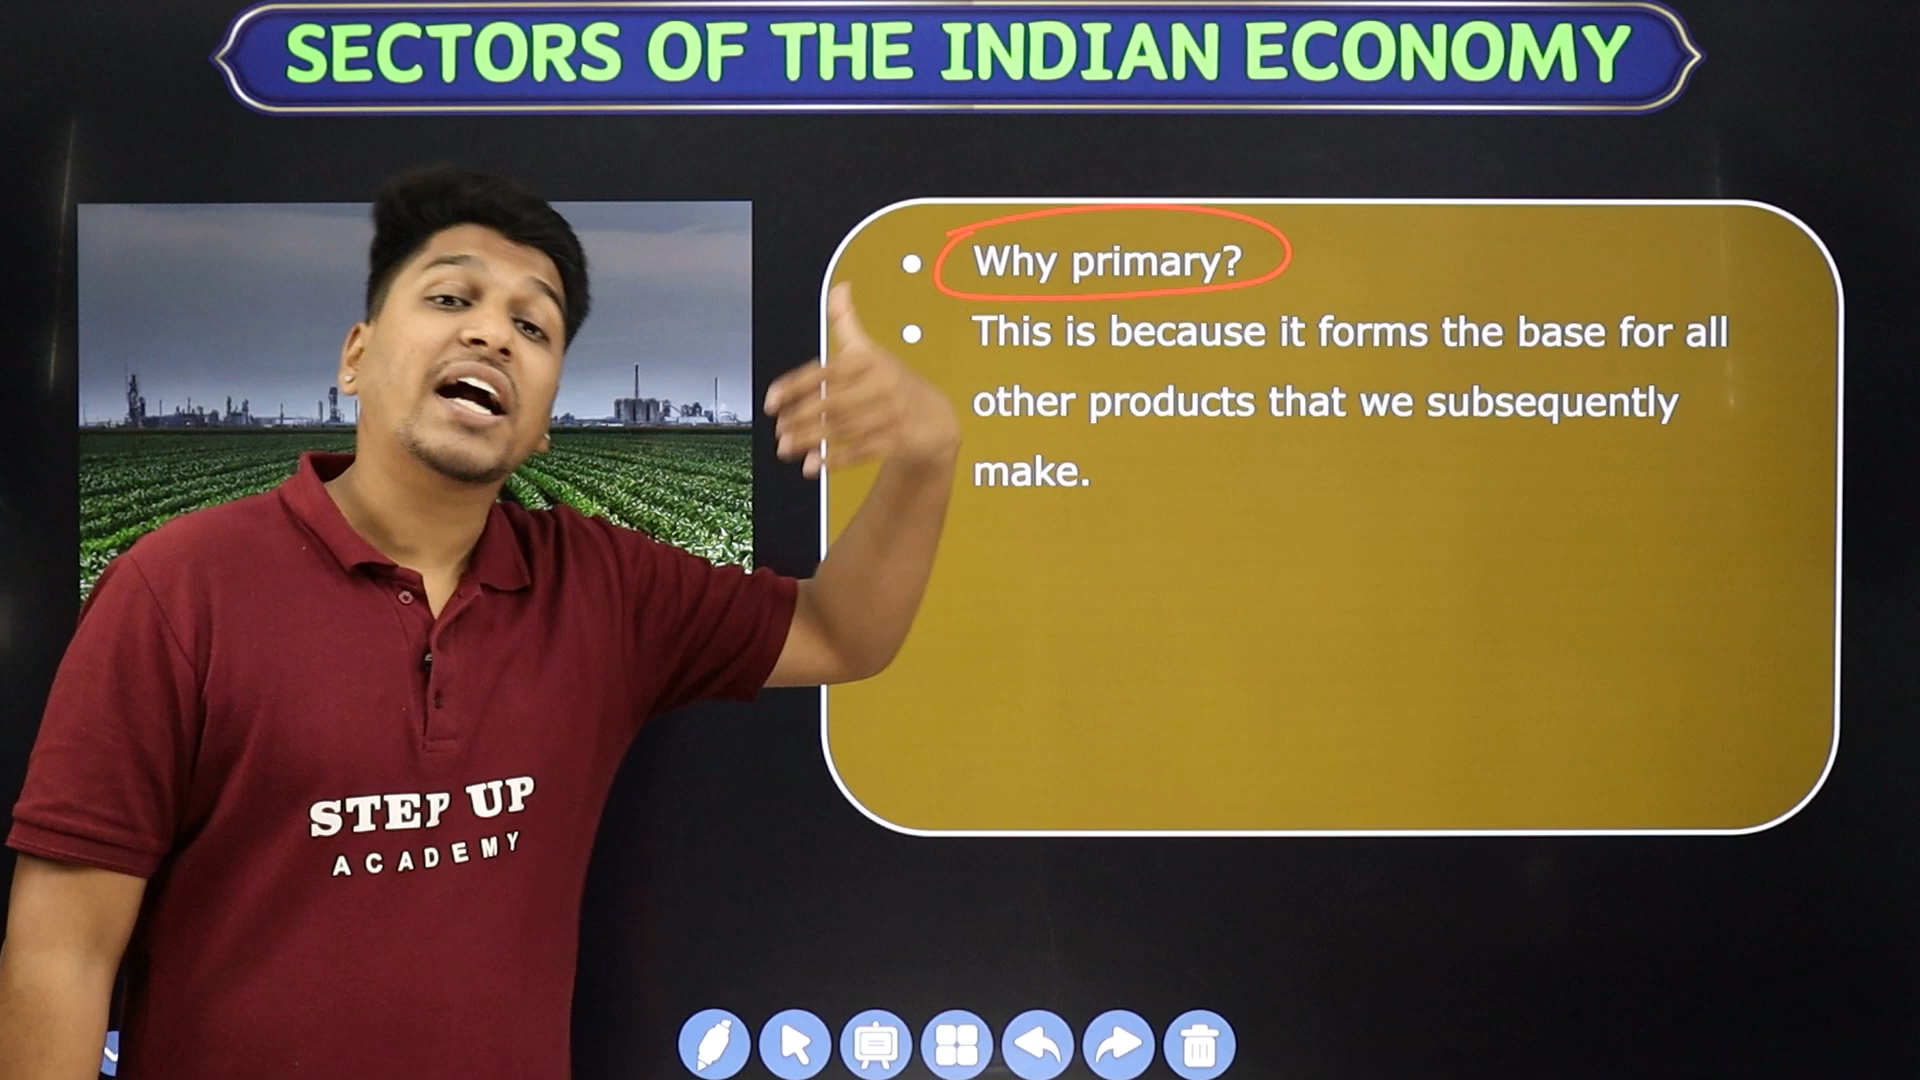 SECTORS OF THE INDIAN ECONOMY
• Why primary?
• This is because it forms the base for all
other products that we subsequently
make.
STEP UP
ACADEMY